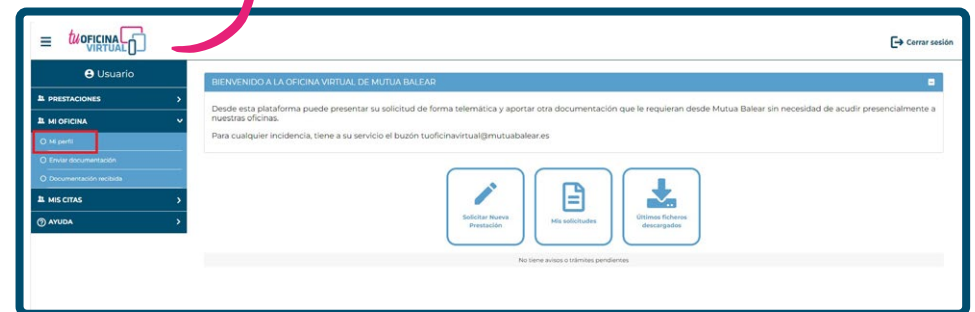 tu OFICINA
VIRTUAL
Cerrar sesión
Usuario
PRESTACIONES
MI OFICINA
Mi perfil
Enviar documentación
Documentación recibida
MIS CITAS
AYUDA
BIENVENIDO A LA OFICINA VIRTUAL DE MUTUA BALEAR
Desde esta plataforma puede presentar su solicitud de forma telemática y aportar otra documentación que le requieran desde Mutua Balear sin necesidad de acudir presencialmente a
nuestras oficinas.
Para cualquier incidencia, tiene a su servicio el buzón tuoficinavirtual@mutuabalear.es
Solicitar Nueva
Prestación
Mis solicitudes
Últimos ficheros
descargados
No tiene avisos o trámites pendientes